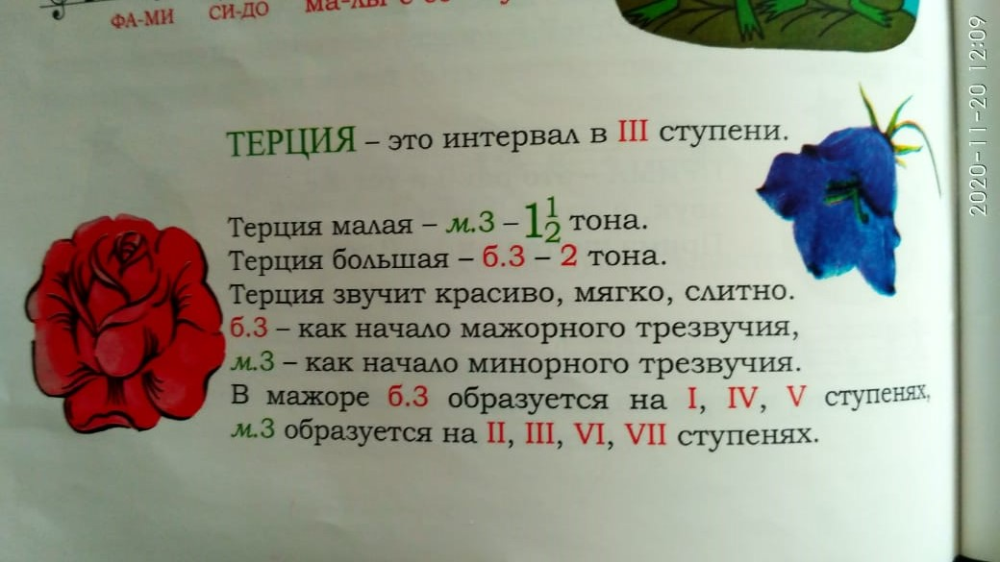 ФА-МИ СИ-ДО
ТЕРЦИЯ – это интервал в III ступени.
Терция малая – м.3 – 1 1/2 тона.
Терция большая – б.3 – 2 тона.
Терция звучит красиво, мягко, слитно.
б.3 – как начало мажорного трезвучия,
м.3 – как начало минорного трезвучия.
В мажоре б.3 образуется на I, IV, V ступенях,
м.3 образуется на II, III, VI, VII ступенях.
2020-11-20 12:09